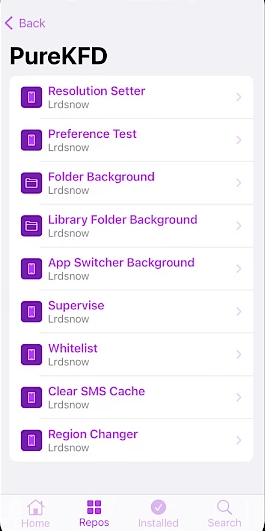 Back
PureKFD
Resolution Setter
Lrdsnow
Preference Test
Lrdsnow
Folder Background
Lrdsnow
Library Folder Background
Lrdsnow
App Switcher Background
Lrdsnow
Supervise
Lrdsnow
Whitelist
Lrdsnow
Clear SMS Cache
Lrdsnow
Region Changer
Lrdsnow
Home Repos Installed Search